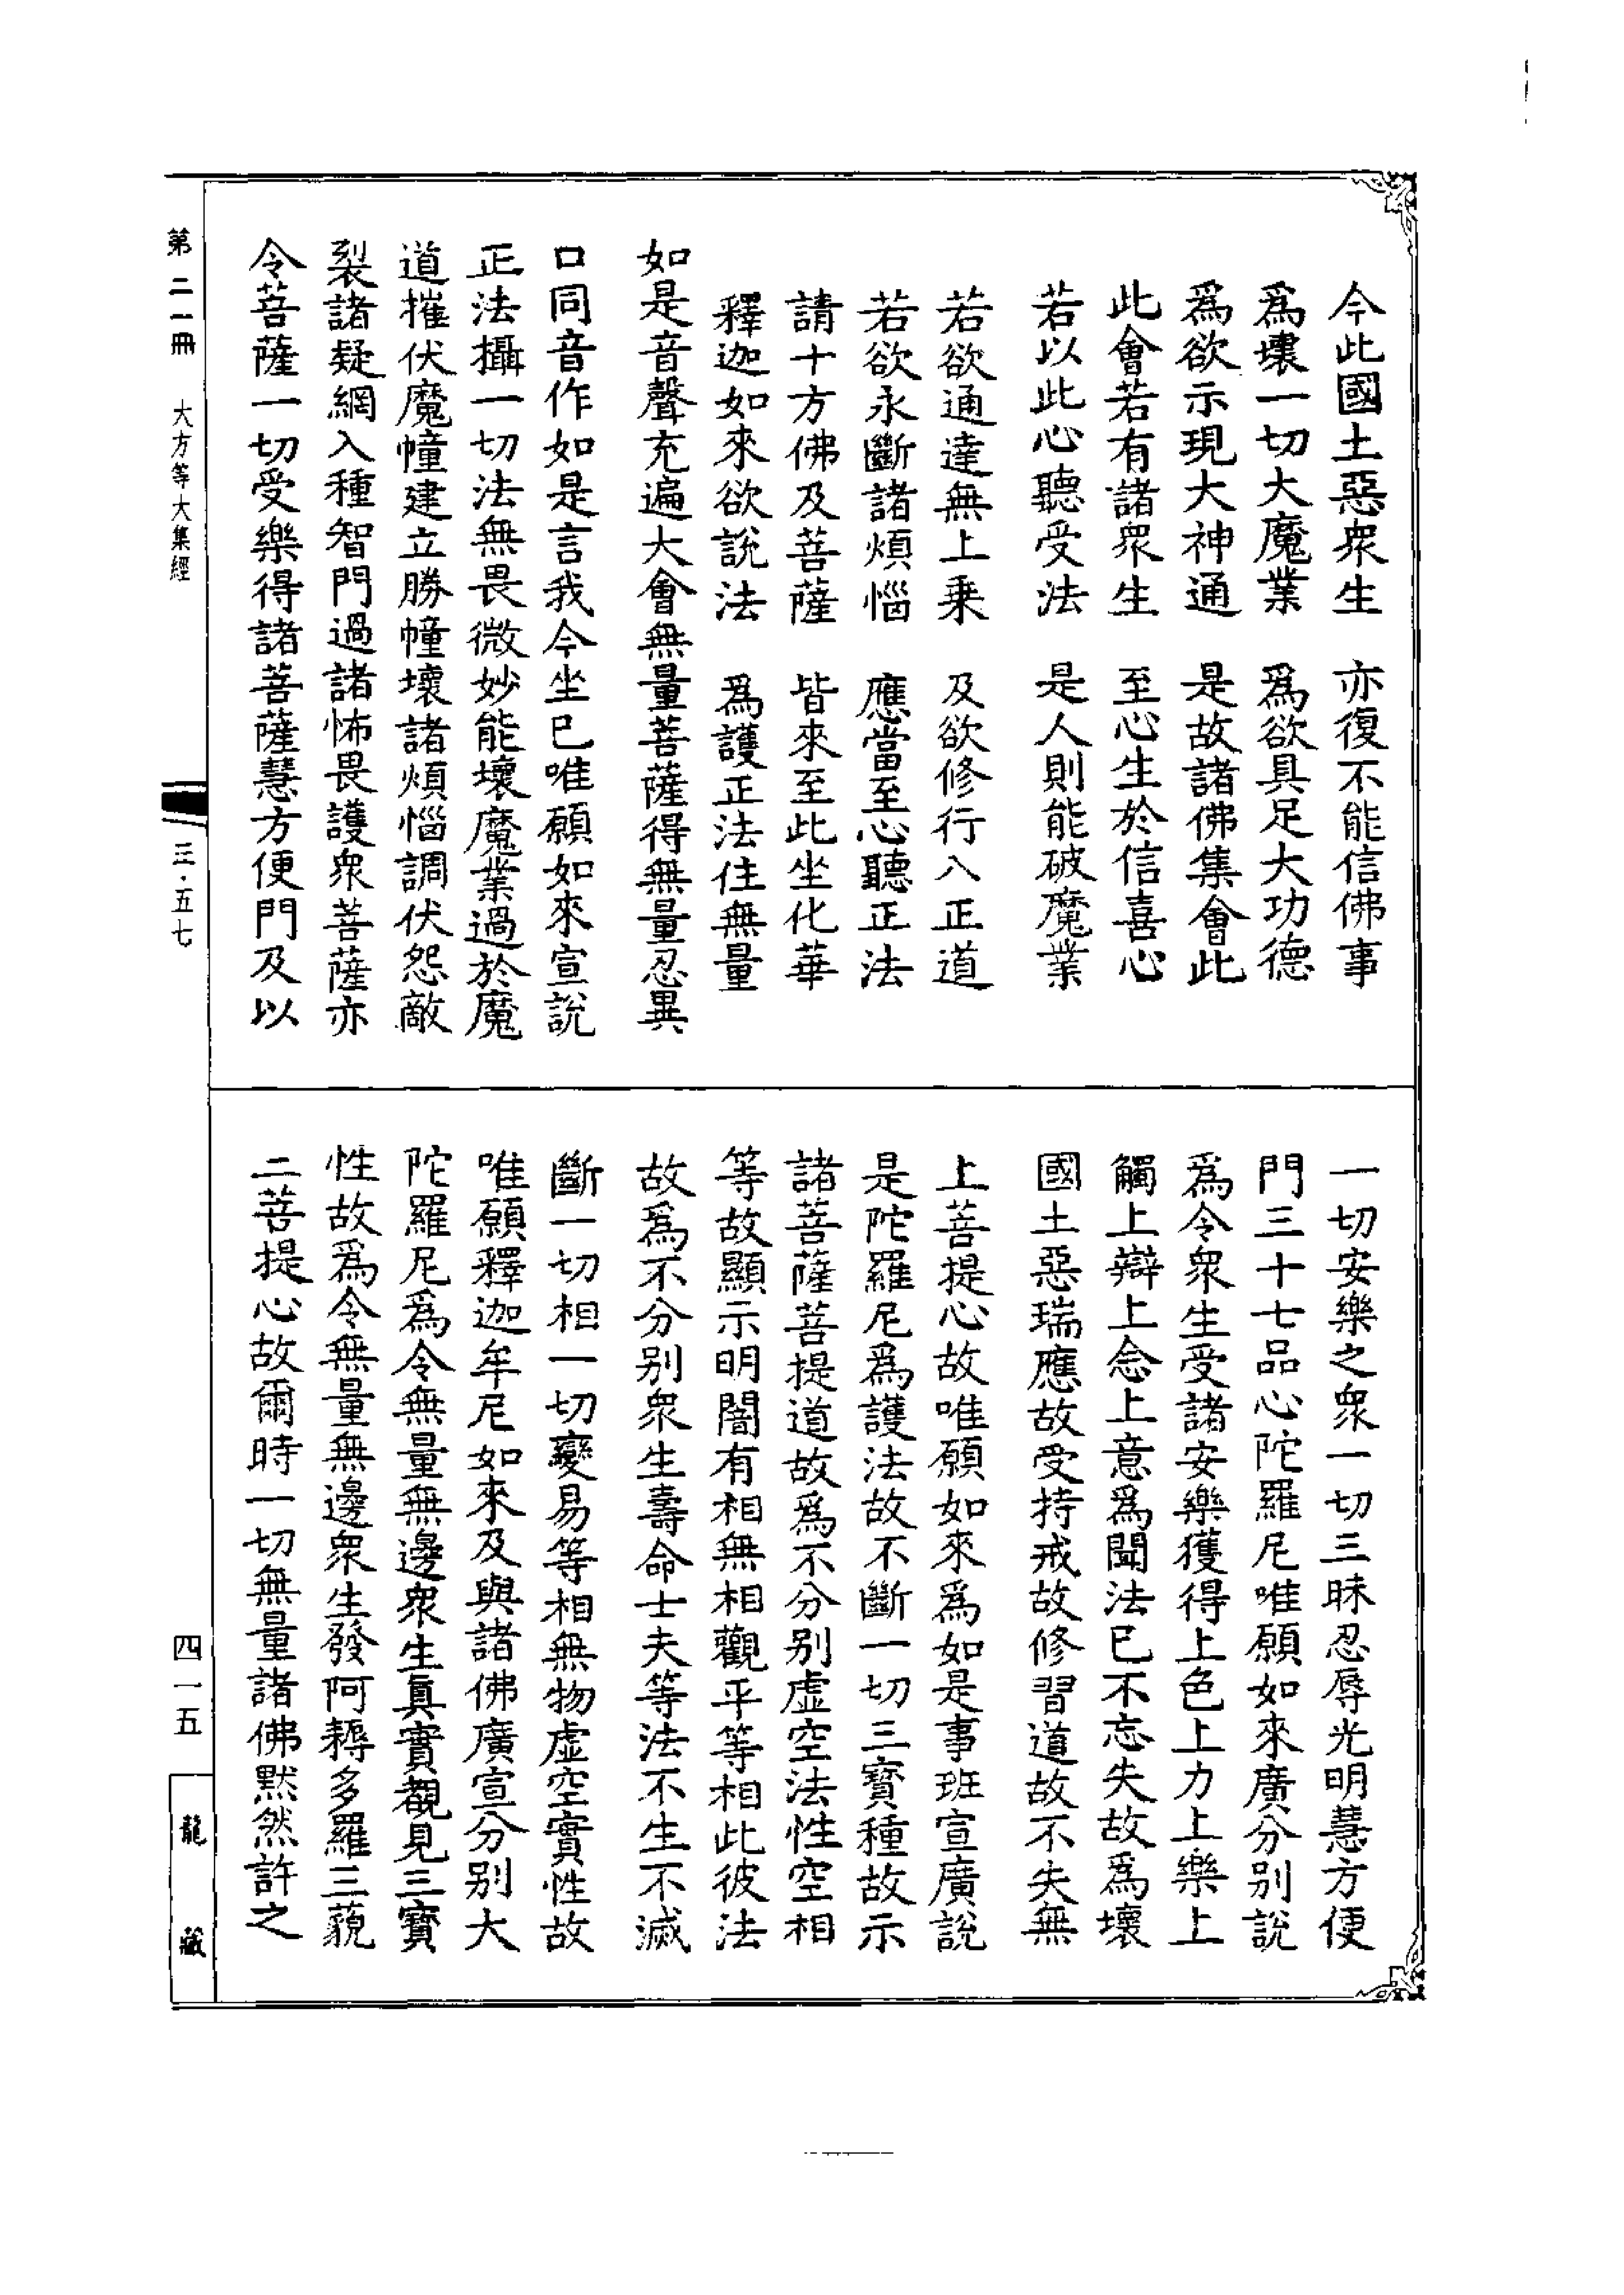 今此國土惡衆生　亦復不能信佛事
爲壞一切大魔業　爲欲具足大功德
爲欲示現大神通　是故諸佛集會此
此會若有諸衆生　至心生於信喜心
若以此心聽受法　是人則能破魔業
若欲通達無上乗　及欲修行八正道
若欲永斷諸煩惱　應當至心聽正法
請十方佛及菩薩　皆來至此坐化華
釋迦如來欲說法　爲護正法住無量
如是音聲充遍大會無量菩薩得無量忍異
口同音作如是言我今坐已唯願如來宣說
正法攝一切法無畏微妙能壞魔業過於魔
道摧伏魔幢建立勝幢壞諸煩惱調伏怨敵
裂諸疑網入種智門過諸怖畏護衆菩薩亦
令菩薩一切受樂得諸菩薩慧方便門及以
一切安樂之衆一切三昧忍辱光明慧方便
門三十七品心陀羅尼唯願如來廣分別說
爲令衆生受諸安樂獲得上色上力上樂上
觸上辯上念上意爲聞法已不忘失故爲壞
國土惡瑞應故受持戒故修習道故不失無
上菩提心故唯願如來爲如是事班宣廣說
是陀羅尼爲護法故不斷一切三寳種故示
諸菩薩菩提道故爲不分别虛空法性空相
等故顯示明闇有相無相觀平等相此彼法
故爲不分别衆生壽命士夫等法不生不滅
斷一切相一切變易等相無物虛空實性故
唯願釋迦牟尼如來及與諸佛廣宣分别大
陀羅尼爲令無量無邊衆生真實覩見三寳
性故爲令無量無邊衆生發阿耨多羅三藐
三菩提心故爾時一切無量諸佛默然許之
第二一冊　大方等大集經　三·五七　四一五　龍藏